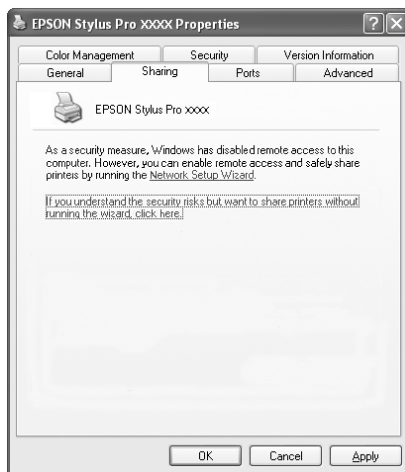 EPSON Stylus Pro XXXX Properties
Color Management Security Version Information
General Sharing Ports Advanced
EPSON Stylus Pro xxxx
As a security measure, Windows has disabled remote access to this
computer. However, you can enable remote access and safely share
printers by running the Network Setup Wizard.
If you understand the security risks but want to share printers without
running the wizard, click here.
OK Cancel Apply